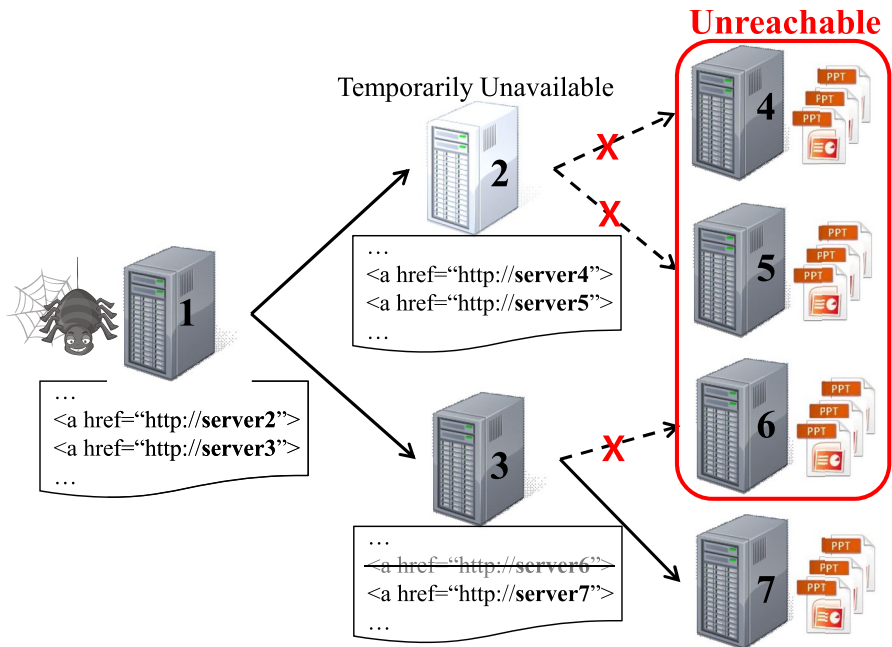 Unreachable
Temporarily Unavailable
4
PPT
PPT
PPT
2
X
X
…
<a href=“http://server4”>
<a href=“http://server5”>
…
5
PPT
PPT
PPT
1
…
<a href=“http://server2”>
<a href=“http://server3”>
…
3
X
6
PPT
PPT
PPT
…
<a href=“http://server6”>
<a href=“http://server7”>
…
7
PPT
PPT
PPT